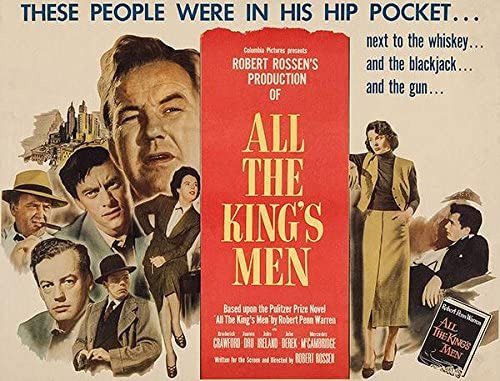 THESE PEOPLE WERE IN HIS HIP POCKET...
next to the whiskey...
and the blackjack...
and the gun...
Columbia Pictures presents
ROBERT ROSSEN'S
PRODUCTION
OF
ALL
THE
KING'S
MEN
Based upon the Pulitzer Prize Novel
"All The King's Men" by Robert Penn Warren
with
Broderick Joanne John John Mercedes
CRAWFORD · DRU · IRELAND · DEREK · McCAMBRIDGE
Written for the Screen and Directed by ROBERT ROSSEN
Robert Penn Warren
ALL
THE
KING'S
MEN